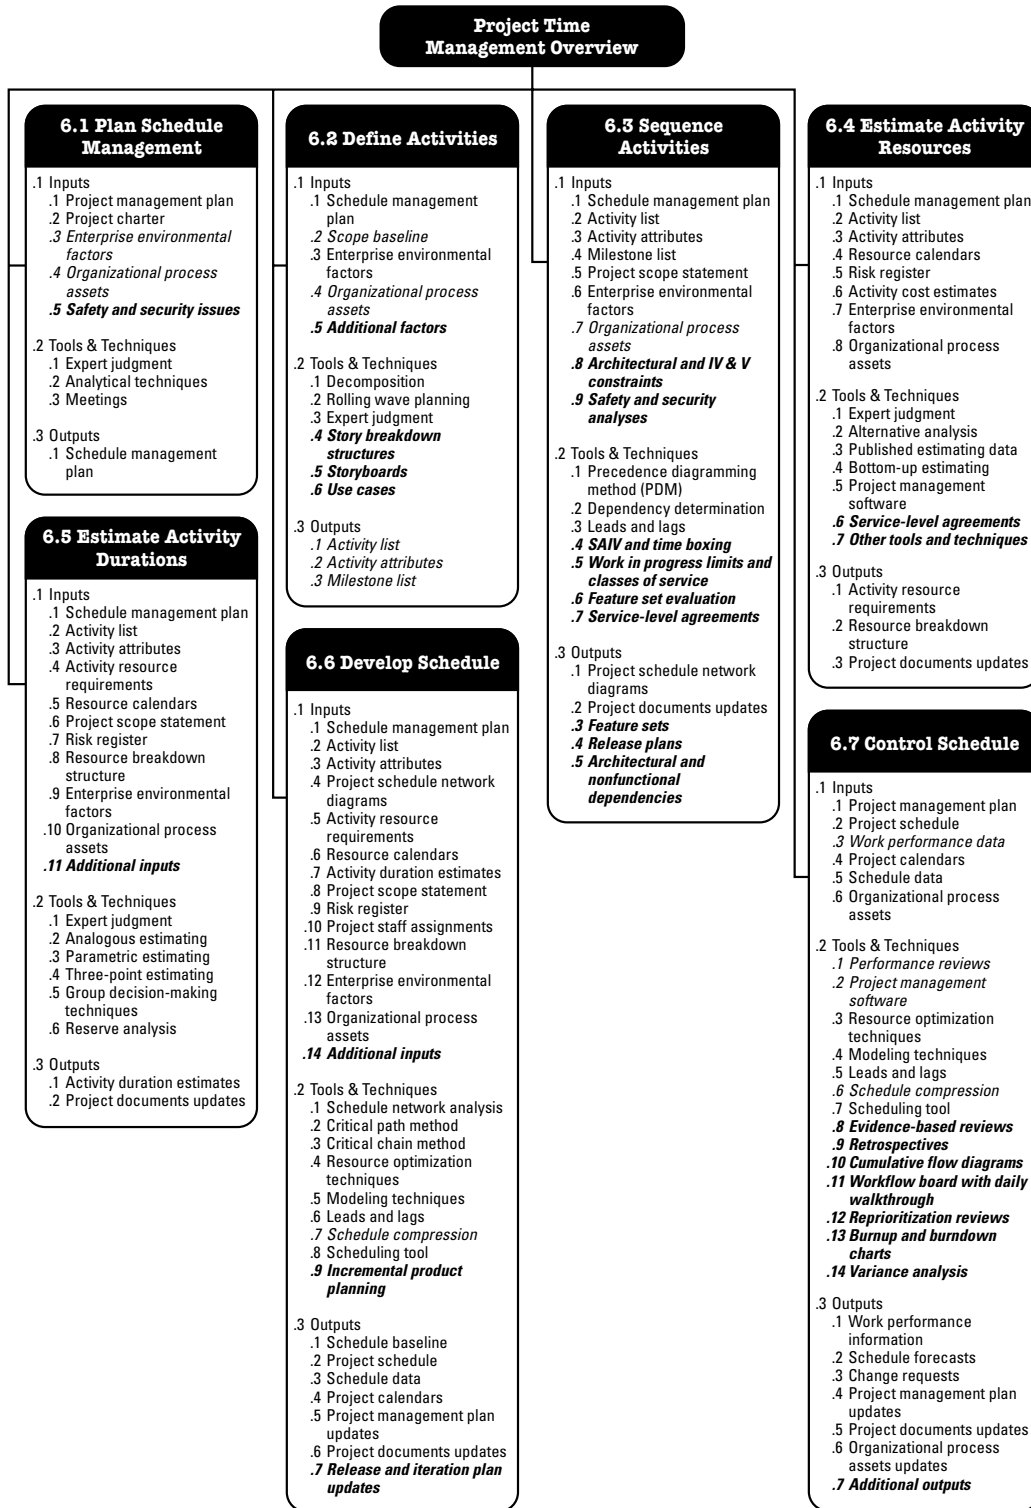 Project Time
Management Overview
6.1 Plan Schedule
Management
.1 Inputs
.1 Project management plan
.2 Project charter
.3 Enterprise environmental
factors
.4 Organizational process
assets
.5 Safety and security issues
.2 Tools & Techniques
.1 Expert judgment
.2 Analytical techniques
.3 Meetings
.3 Outputs
.1 Schedule management
plan
6.2 Define Activities
.1 Inputs
.1 Schedule management
plan
.2 Scope baseline
.3 Enterprise environmental
factors
.4 Organizational process
assets
.5 Additional factors
.2 Tools & Techniques
.1 Decomposition
.2 Rolling wave planning
.3 Expert judgment
.4 Story breakdown
structures
.5 Storyboards
.6 Use cases
.3 Outputs
.1 Activity list
.2 Activity attributes
.3 Milestone list
6.3 Sequence
Activities
.1 Inputs
.1 Schedule management plan
.2 Activity list
.3 Activity attributes
.4 Milestone list
.5 Project scope statement
.6 Enterprise environmental
factors
.7 Organizational process
assets
.8 Architectural and IV & V
constraints
.9 Safety and security
analyses
.2 Tools & Techniques
.1 Precedence diagramming
method (PDM)
.2 Dependency determination
.3 Leads and lags
.4 SAIV and time boxing
.5 Work in progress limits and
classes of service
.6 Feature set evaluation
.7 Service-level agreements
.3 Outputs
.1 Project schedule network
diagrams
.2 Project documents updates
.3 Feature sets
.4 Release plans
.5 Architectural and
nonfunctional
dependencies
6.4 Estimate Activity
Resources
.1 Inputs
.1 Schedule management plan
.2 Activity list
.3 Activity attributes
.4 Resource calendars
.5 Risk register
.6 Activity cost estimates
.7 Enterprise environmental
factors
.8 Organizational process
assets
.2 Tools & Techniques
.1 Expert judgment
.2 Alternative analysis
.3 Published estimating data
.4 Bottom-up estimating
.5 Project management
software
.6 Service-level agreements
.7 Other tools and techniques
.3 Outputs
.1 Activity resource
requirements
.2 Resource breakdown
structure
.3 Project documents updates
6.5 Estimate Activity
Durations
.1 Inputs
.1 Schedule management plan
.2 Activity list
.3 Activity attributes
.4 Activity resource
requirements
.5 Resource calendars
.6 Project scope statement
.7 Risk register
.8 Resource breakdown
structure
.9 Enterprise environmental
factors
.10 Organizational process
assets
.11 Additional inputs
.2 Tools & Techniques
.1 Expert judgment
.2 Analogous estimating
.3 Parametric estimating
.4 Three-point estimating
.5 Group decision-making
techniques
.6 Reserve analysis
.3 Outputs
.1 Activity duration estimates
.2 Project documents updates
6.6 Develop Schedule
.1 Inputs
.1 Schedule management plan
.2 Activity list
.3 Activity attributes
.4 Project schedule network
diagrams
.5 Activity resource
requirements
.6 Resource calendars
.7 Activity duration estimates
.8 Project scope statement
.9 Risk register
.10 Project staff assignments
.11 Resource breakdown
structure
.12 Enterprise environmental
factors
.13 Organizational process
assets
.14 Additional inputs
.2 Tools & Techniques
.1 Schedule network analysis
.2 Critical path method
.3 Critical chain method
.4 Resource optimization
techniques
.5 Modeling techniques
.6 Leads and lags
.7 Schedule compression
.8 Scheduling tool
.9 Incremental product
planning
.3 Outputs
.1 Schedule baseline
.2 Project schedule
.3 Schedule data
.4 Project calendars
.5 Project management plan
updates
.6 Project documents updates
.7 Release and iteration plan
updates
6.7 Control Schedule
.1 Inputs
.1 Project management plan
.2 Project schedule
.3 Work performance data
.4 Project calendars
.5 Schedule data
.6 Organizational process
assets
.2 Tools & Techniques
.1 Performance reviews
.2 Project management
software
.3 Resource optimization
techniques
.4 Modeling techniques
.5 Leads and lags
.6 Schedule compression
.7 Scheduling tool
.8 Evidence-based reviews
.9 Retrospectives
.10 Cumulative flow diagrams
.11 Workflow board with daily
walkthrough
.12 Reprioritization reviews
.13 Burnup and burndown
charts
.14 Variance analysis
.3 Outputs
.1 Work performance
information
.2 Schedule forecasts
.3 Change requests
.4 Project management plan
updates
.5 Project documents updates
.6 Organizational process
assets updates
.7 Additional outputs